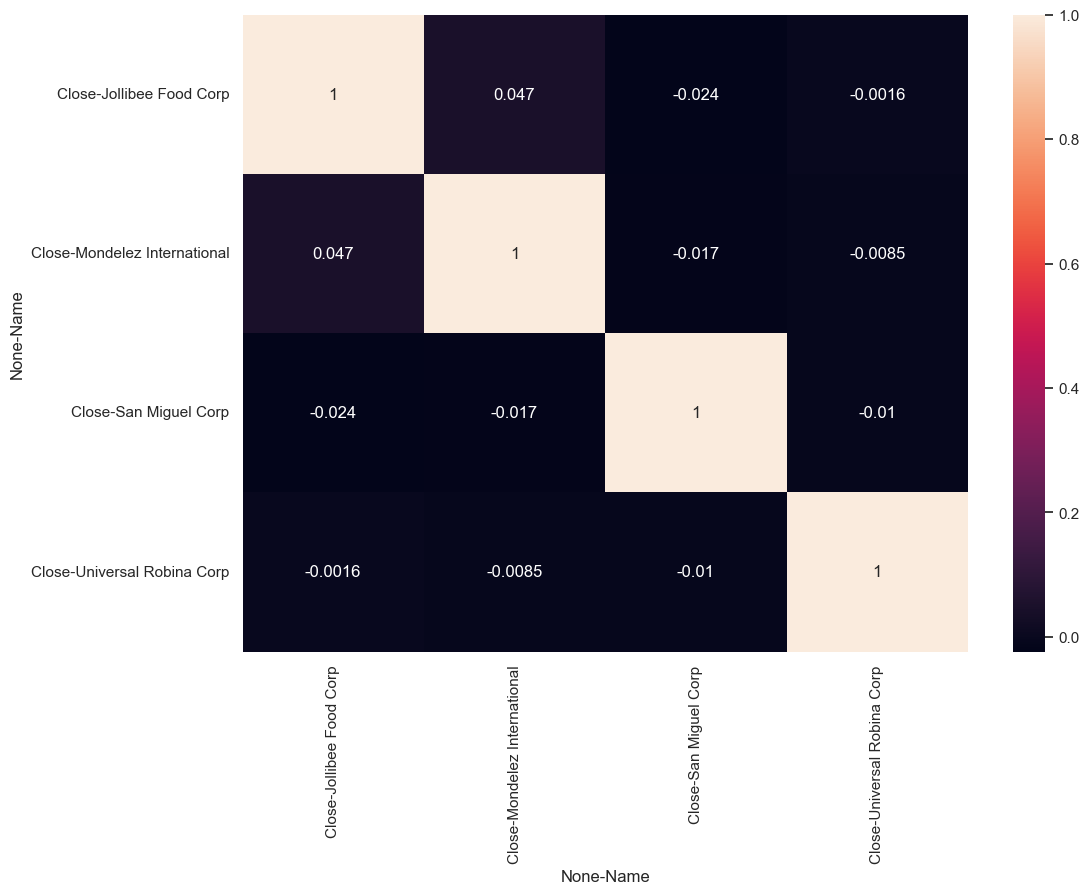 1.0
Close-Jollibee Food Corp
1
0.047
-0.024
-0.0016
0.8
Close-Mondelez International
0.047
1
-0.017
-0.0085
0.6
None-Name
0.4
Close-San Miguel Corp
-0.024
-0.017
1
-0.01
0.2
Close-Universal Robina Corp
-0.0016
-0.0085
-0.01
1
0.0
Close-Jollibee Food Corp
Close-Mondelez International
Close-San Miguel Corp
Close-Universal Robina Corp
None-Name